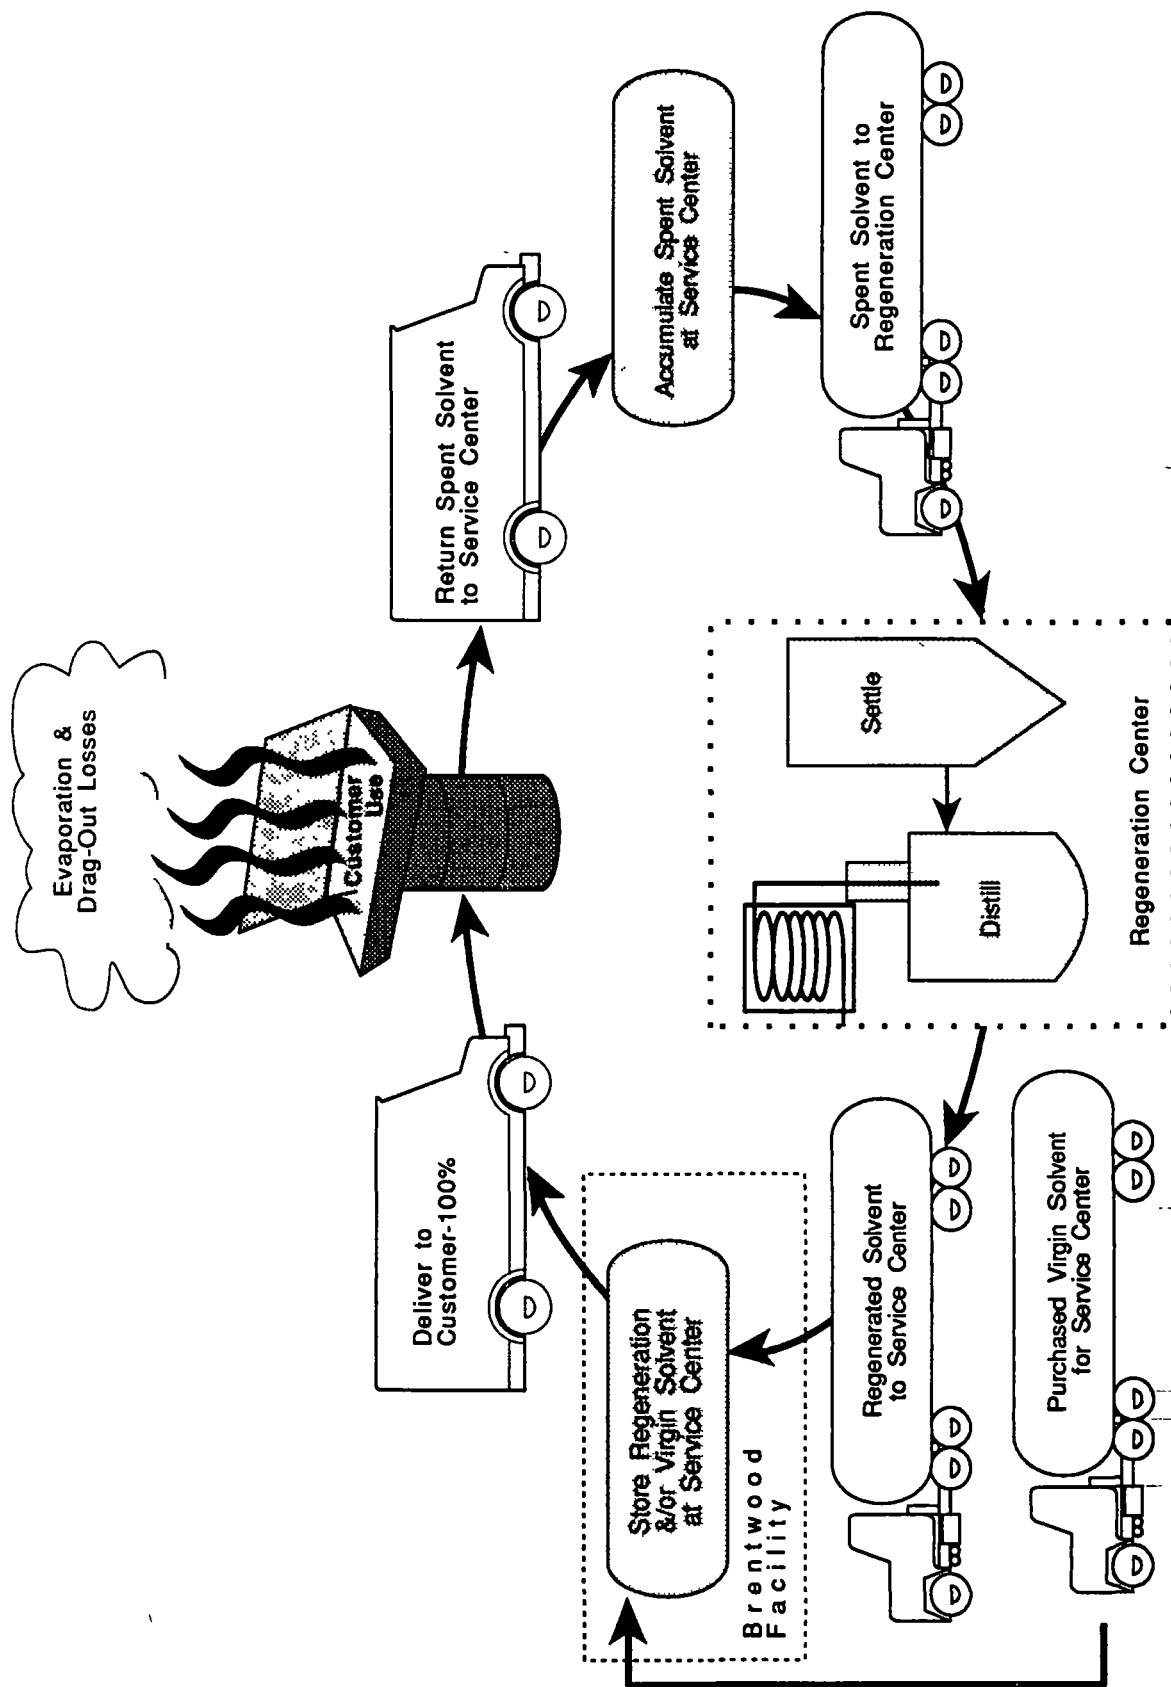 Evaporation &
Drag-Out Losses
Customer
Use
Deliver to
Customer-100%
Return Spent Solvent
to Service Center
Store Regeneration
&/or Virgin Solvent
at Service Center
Brentwood
Facility
Accumulate Spent Solvent
at Service Center
Regenerated Solvent
to Service Center
Spent Solvent to
Regeneration Center
Purchased Virgin Solvent
for Service Center
Distill
Settle
Regeneration Center